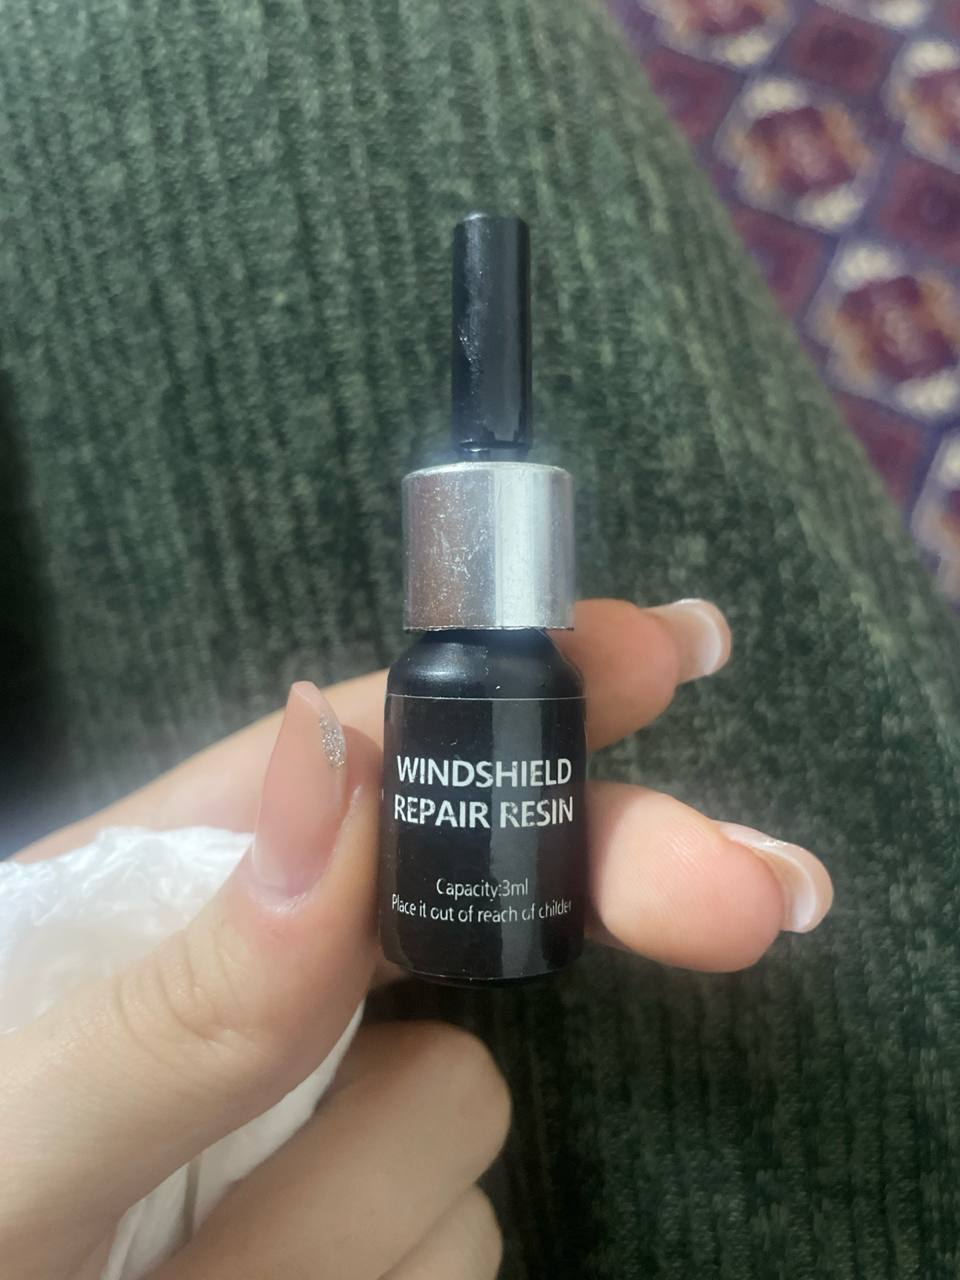 WINDSHIELD
REPAIR RESIN
Capacity:3ml
Place it out of reach of childer